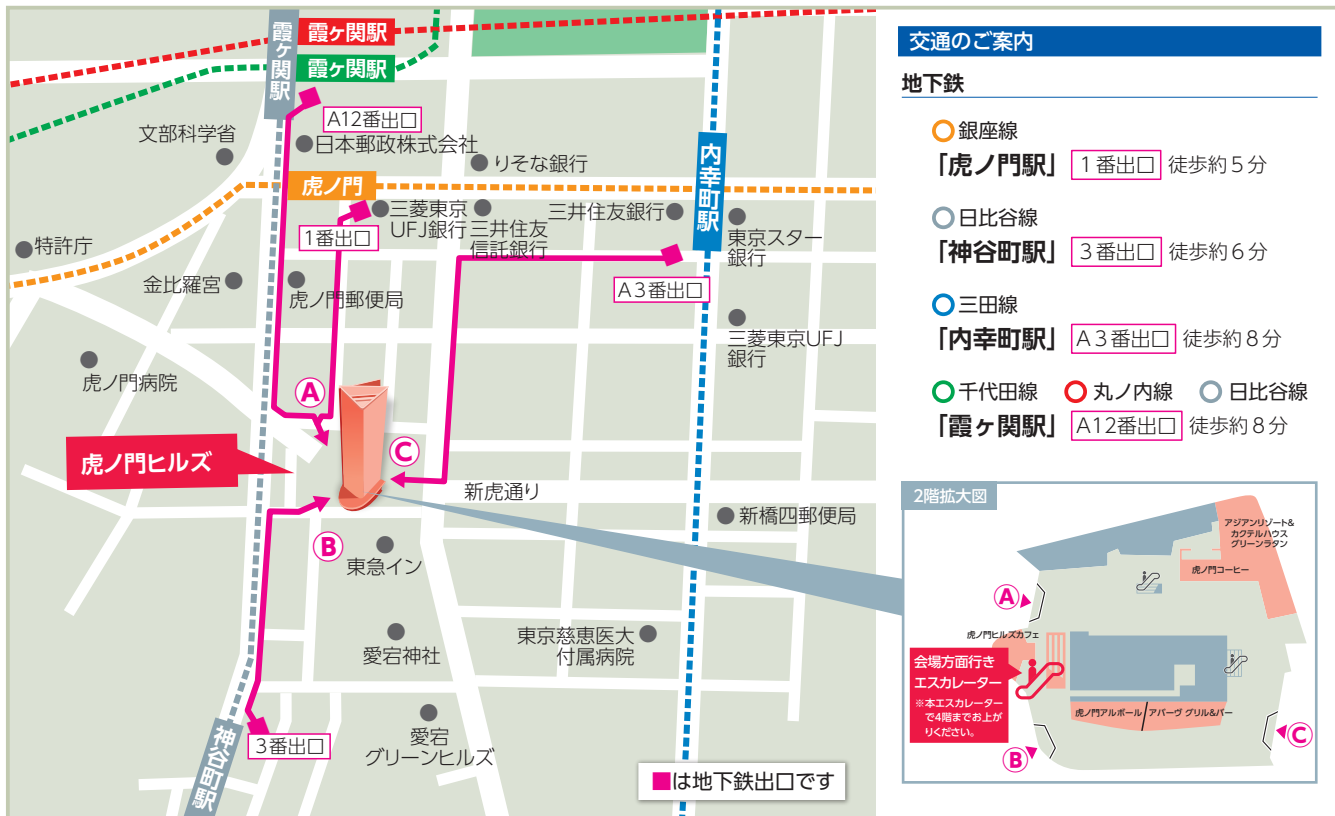 霞ヶ関駅
霞ヶ関駅
霞ヶ関駅
A12番出口
文部科学省
日本郵政株式会社
りそな銀行
内幸町駅
虎ノ門
三菱東京
UFJ銀行
三井住友
信託銀行
三井住友銀行
東京スター
銀行
1番出口
特許庁
金比羅宮
虎ノ門郵便局
A3番出口
三菱東京UFJ
銀行
虎ノ門病院
A
虎ノ門ヒルズ
C
新虎通り
新橋四郵便局
B
東急イン
愛宕神社
東京慈恵医大
付属病院
3番出口
愛宕
グリーンヒルズ
神谷町駅
■は地下鉄出口です
交通のご案内
地下鉄
銀座線
「虎ノ門駅」 1番出口 徒歩約5分
日比谷線
「神谷町駅」 3番出口 徒歩約6分
三田線
「内幸町駅」 A3番出口 徒歩約8分
千代田線 丸ノ内線 日比谷線
「霞ヶ関駅」 A12番出口 徒歩約8分
2階拡大図
アジアンリゾート&
カクテルハウス
グリーンラタン
虎ノ門コーヒー
A
虎ノ門ヒルズカフェ
会場方面行き
エスカレーター
※本エスカレーター
で4階までお上が
りください。
虎ノ門アルボール
アバーヴ グリル&バー
B
C